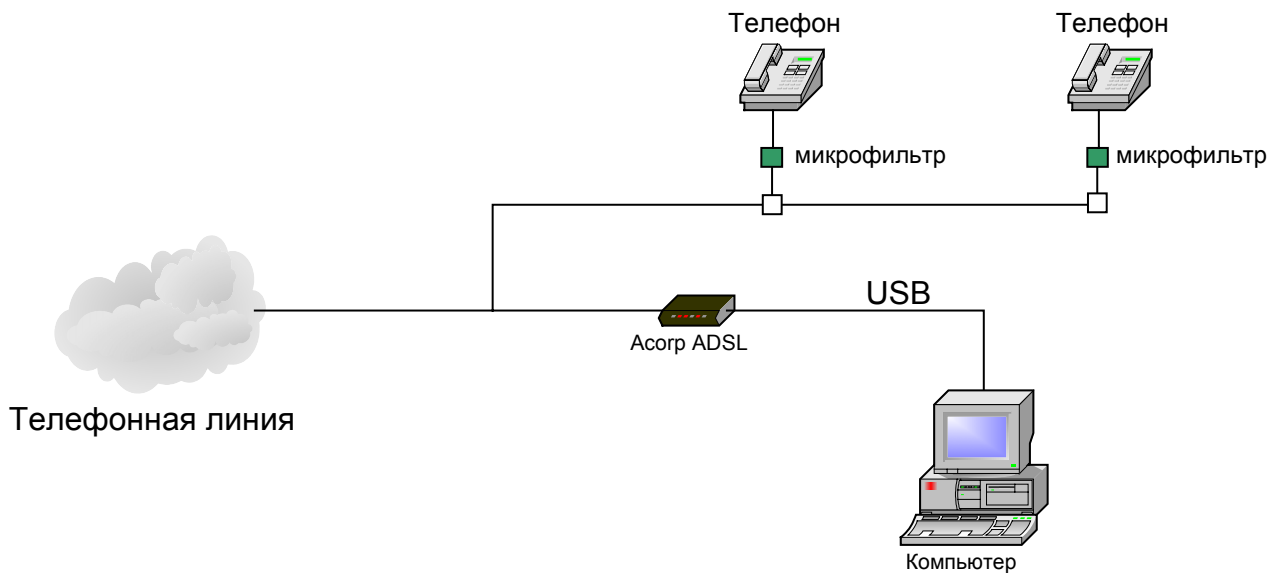 Телефон
Телефон
микрофильтр
микрофильтр
USB
Acorp ADSL
Телефонная линия
Компьютер